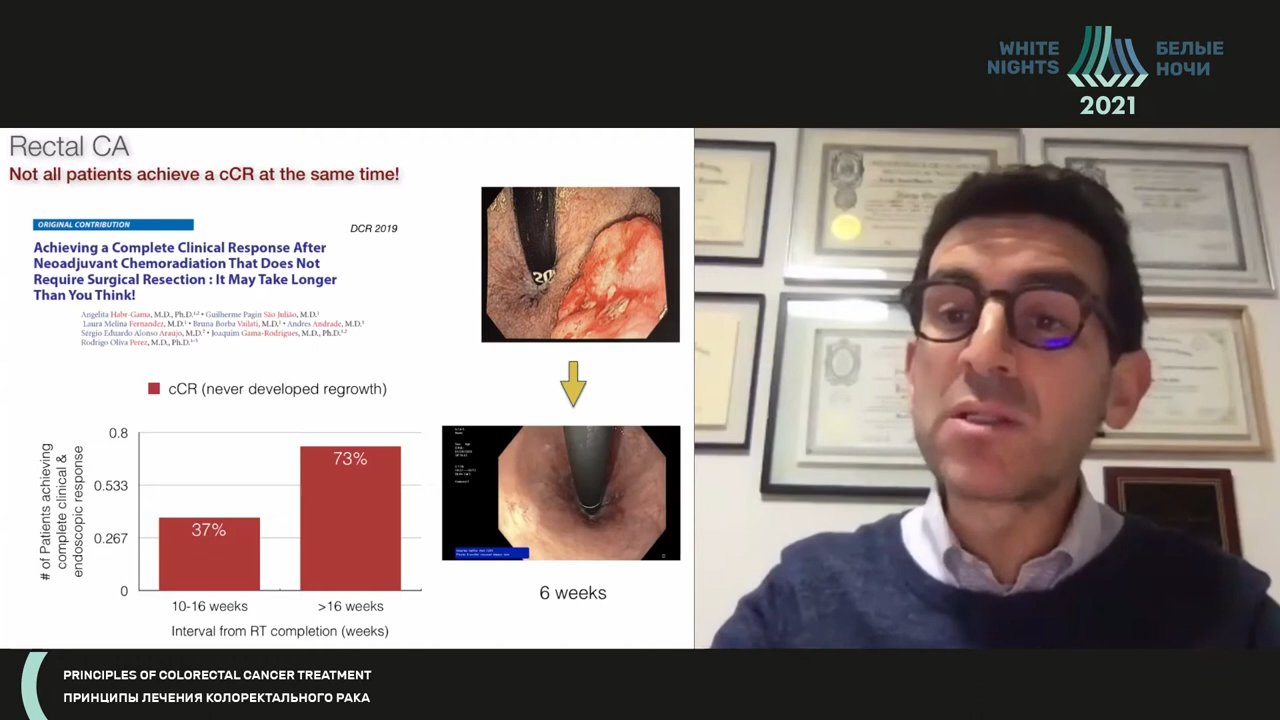 WHITE NIGHTS
БЕЛЫЕ НОЧИ
2021
Rectal CA
Not all patients achieve a cCR at the same time!
ORIGINAL CONTRIBUTION
DCR 2019
Achieving a Complete Clinical Response After
Neoadjuvant Chemoradiation That Does Not
Require Surgical Resection : It May Take Longer
Than You Think!
Angelita Habr-Gama, M.D., Ph.D. • Guilherme Pagin São Julião, M.D.
Laura Melina Fernandez, M.D. • Bruna Borba Vailati, M.D. • Andres Andrade, M.D.
Sérgio Eduardo Alonso Araújo, M.D. • Joaquim Gama-Rodrigues, M.D., Ph.D.
Rodrigo Oliva Perez, M.D., Ph.D.
cCR (never developed regrowth)
# of Patients achieving
complete clinical &
endoscopic response
0.8
0.533
0.267
0
37%
73%
10-16 weeks
>16 weeks
Interval from RT completion (weeks)
6 weeks
PRINCIPLES OF COLORECTAL CANCER TREATMENT
ПРИНЦИПЫ ЛЕЧЕНИЯ КОЛОРЕКТАЛЬНОГО РАКА